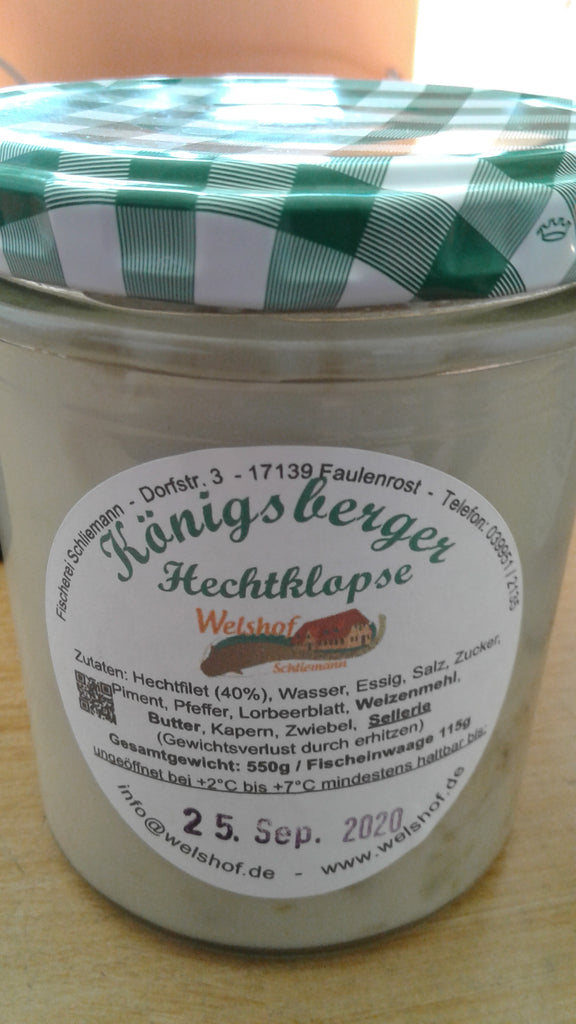 Fischerei Schliemann - Dorfstr. 3 - 17139 Faulenrost - Telefon: 039951 /
Königsberger
Hechtklopse
Welshof
Schliemann
Zutaten: Hechtfilet (40%), Wasser, Essig, Salz, Zucker,
Piment, Pfeffer, Lorbeerblatt, Weizenmehl,
Butter, Kapern, Zwiebel, Sellerie
(Gewichtsverlust durch erhitzen)
Gesamtgewicht: 550g / Fischeinwaage 115g
ungeöffnet bei +2°C bis +7°C mindestens haltbar bis:
25. Sep. 2020
info@welshof.de - www.welshof.de